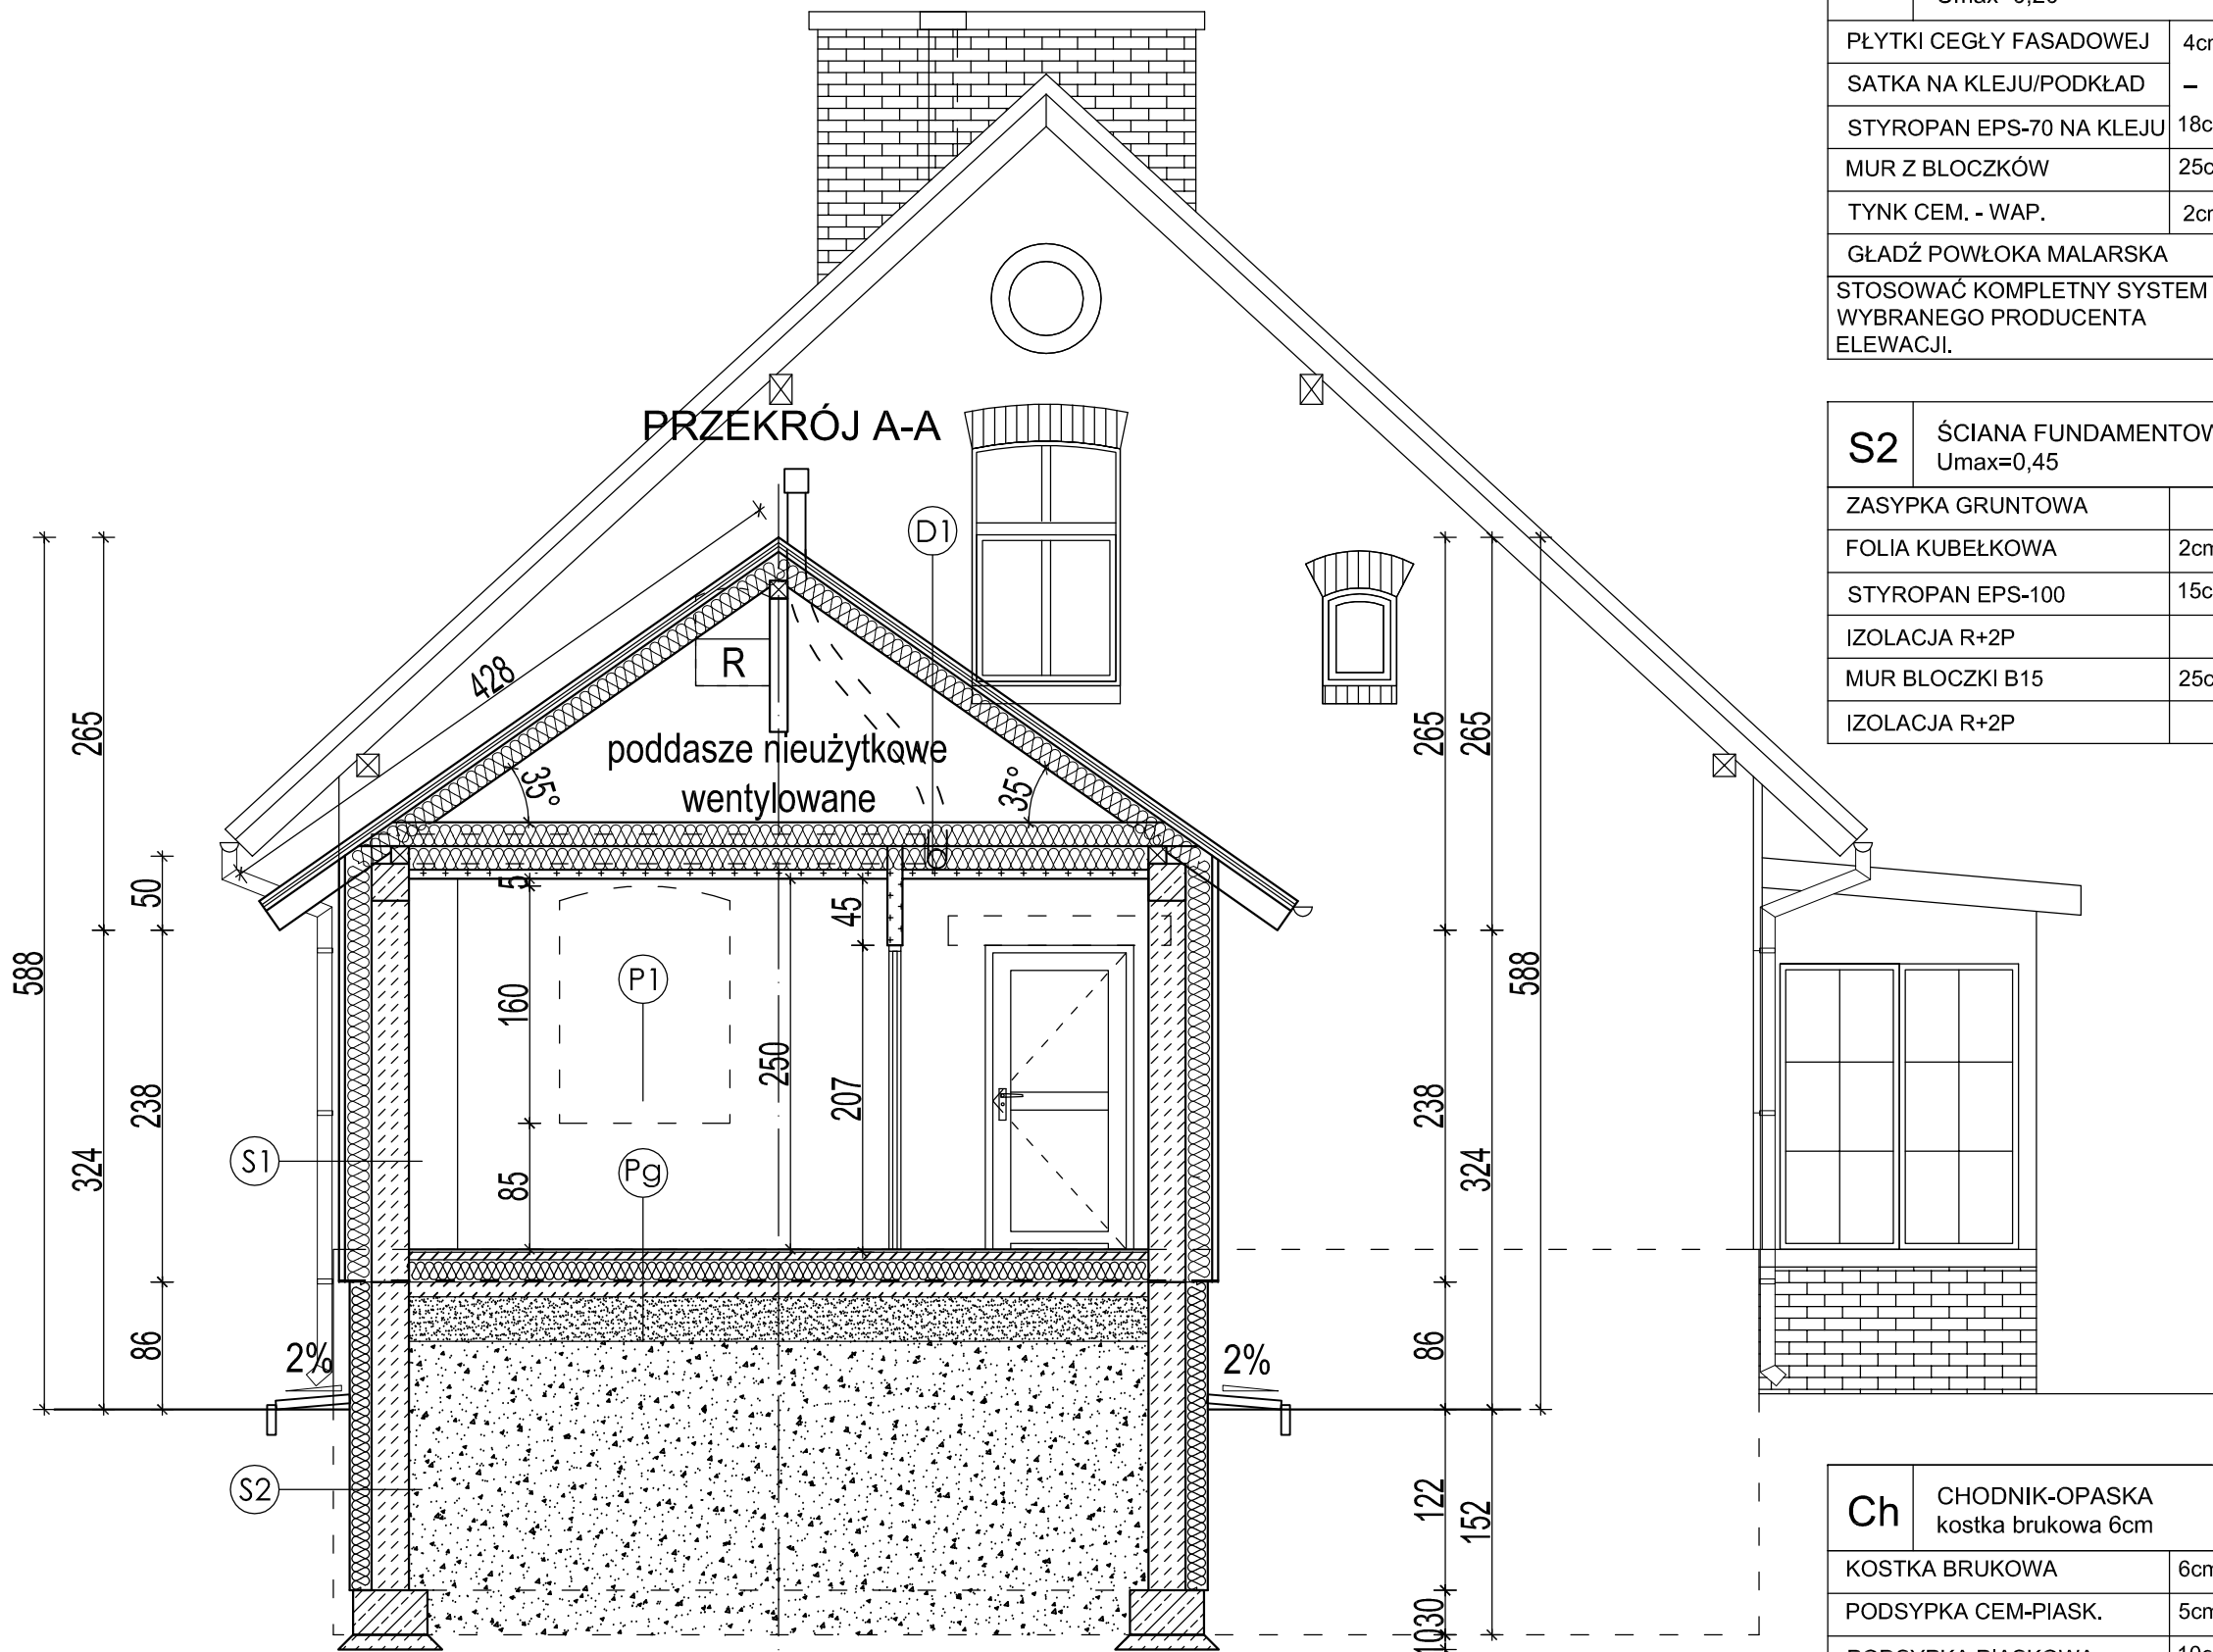 PŁYTKI CEGŁY FASADOWEJ
SATKA NA KLEJU/PODKŁAD –
STYROPAN EPS-70 NA KLEJU
MUR Z BLOCZKÓW
TYNK CEM. - WAP.
GŁADŹ POWŁOKA MALARSKA
STOSOWAĆ KOMPLETNY SYSTEM
WYBRANEGO PRODUCENTA
ELEWACJI.
S2
ŚCIANA
Umax=0,45
ZASYPKA GRUNTOWA
FOLIA KUBEŁKOWA
STYROPAN EPS-100
IZOLACJA R+2P
MUR BLOCZKI B15
IZOLACJA R+2P
PRZEKRÓJ A-A
D1
R
428
poddasze nieużytkowe
wentylowane
35°
35°
588
265
324
50
238
86
5
160
85
250
45
207
P1
Pg
S1
S2
2%
2%
265
265
238
324
588
86
122
152
1030
Ch
CHODNIK-OPASKA
kostka brukowa 6cm
KOSTKA BRUKOWA 6cm
PODSYPKA CEM-PIASK. 5cm